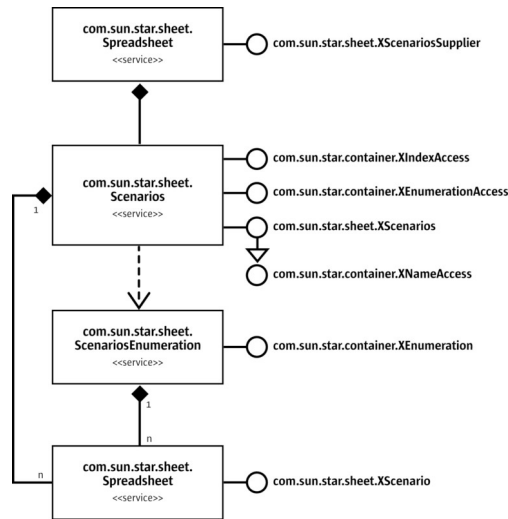 com.sun.star.sheet.
Spreadsheet
<<service>>
com.sun.star.sheet.XScenariosSupplier
com.sun.star.sheet.
Scenarios
<<service>>
com.sun.star.container.XIndexAccess
com.sun.star.container.XEnumerationAccess
com.sun.star.sheet.XScenarios
com.sun.star.container.XNameAccess
1
com.sun.star.sheet.
ScenariosEnumeration
<<service>>
com.sun.star.container.XEnumeration
1
n
n
com.sun.star.sheet.
Spreadsheet
<<service>>
com.sun.star.sheet.XScenario